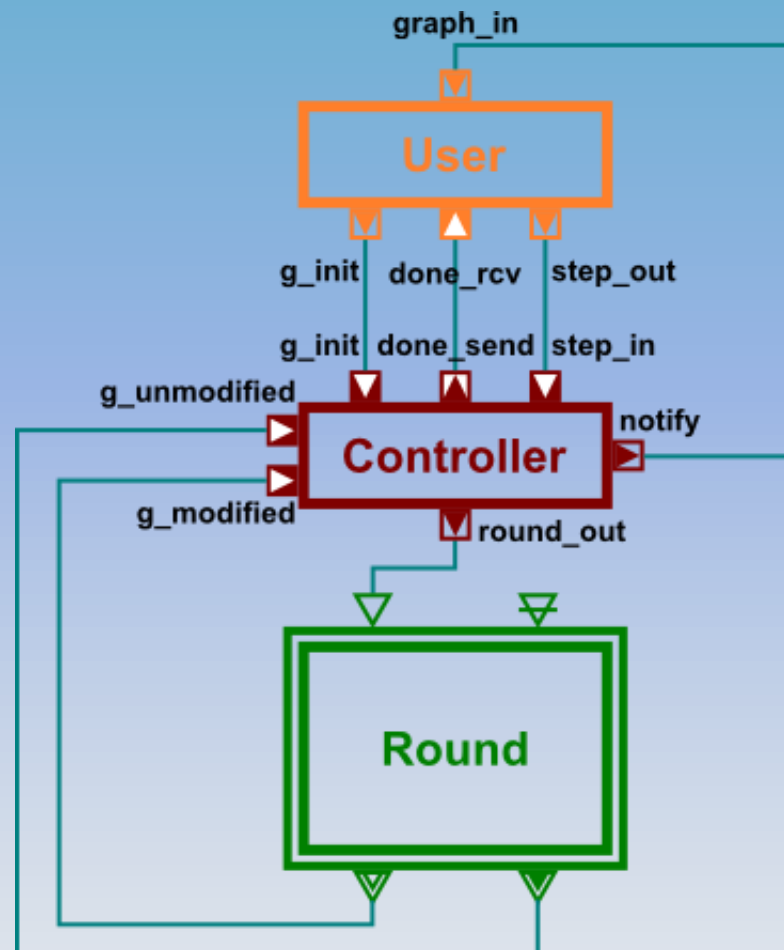 graph_in
User
g_init
done_rcv
step_out
g_init
done_send
step_in
g_unmodified
notify
Controller
g_modified
round_out
Round